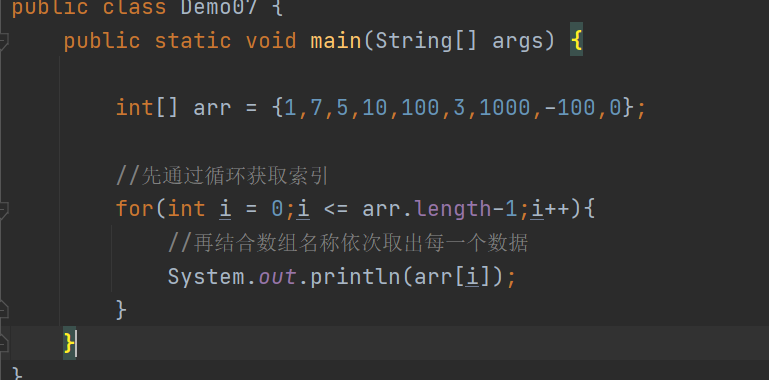 public class Demo07 {
public static void main(String[] args) {
int[] arr = {1,7,5,10,100,3,1000,-100,0};
//先通过循环获取索引
for(int i = 0;i <= arr.length-1;i++){
//再结合数组名称依次取出每一个数据
System.out.println(arr[i]);
}
}
}